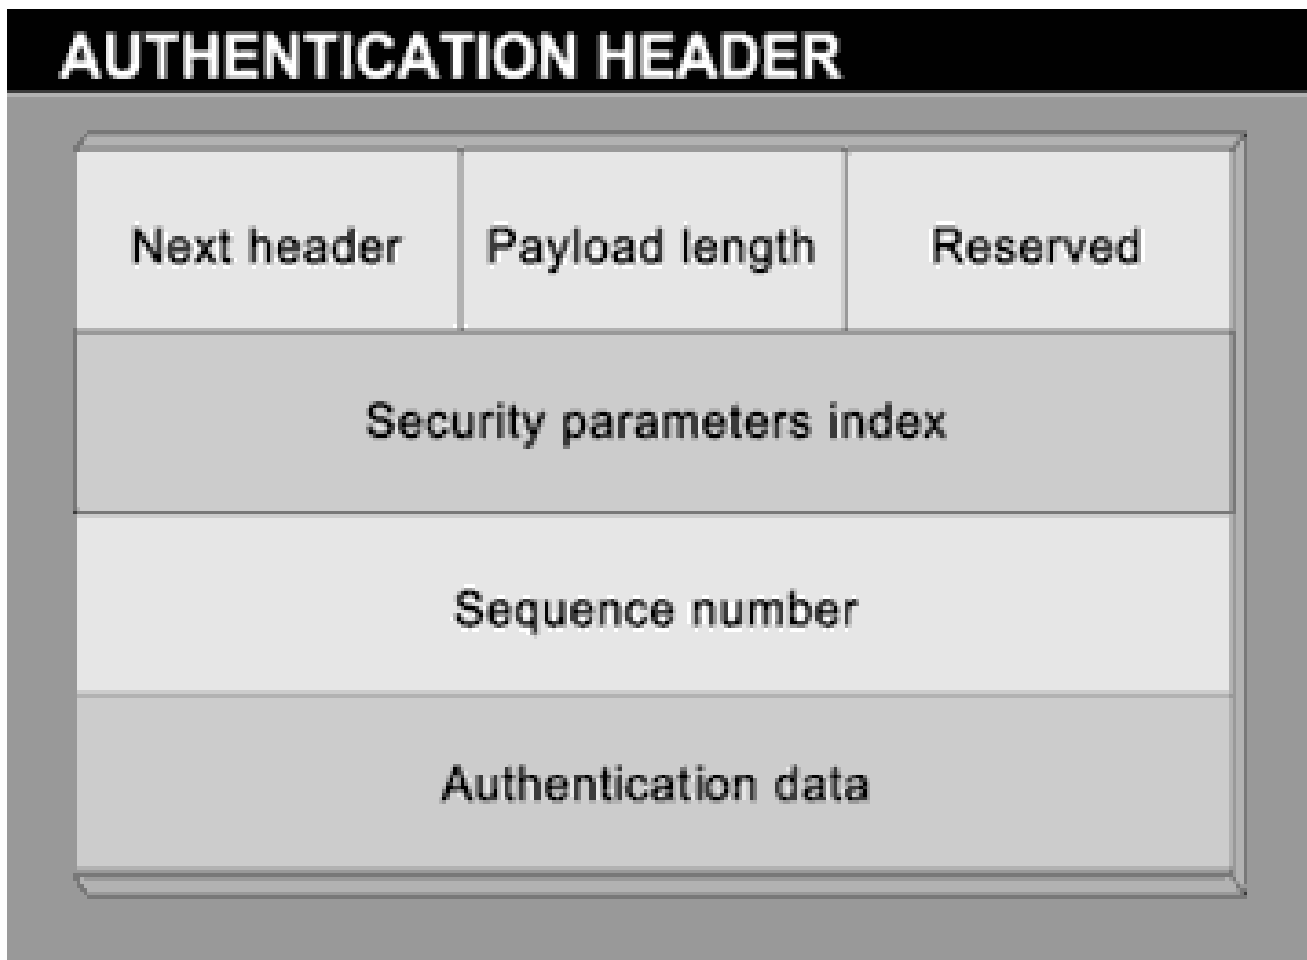 AUTHENTICATION HEADER
Next header Payload length Reserved
Security parameters index
Sequence number
Authentication data